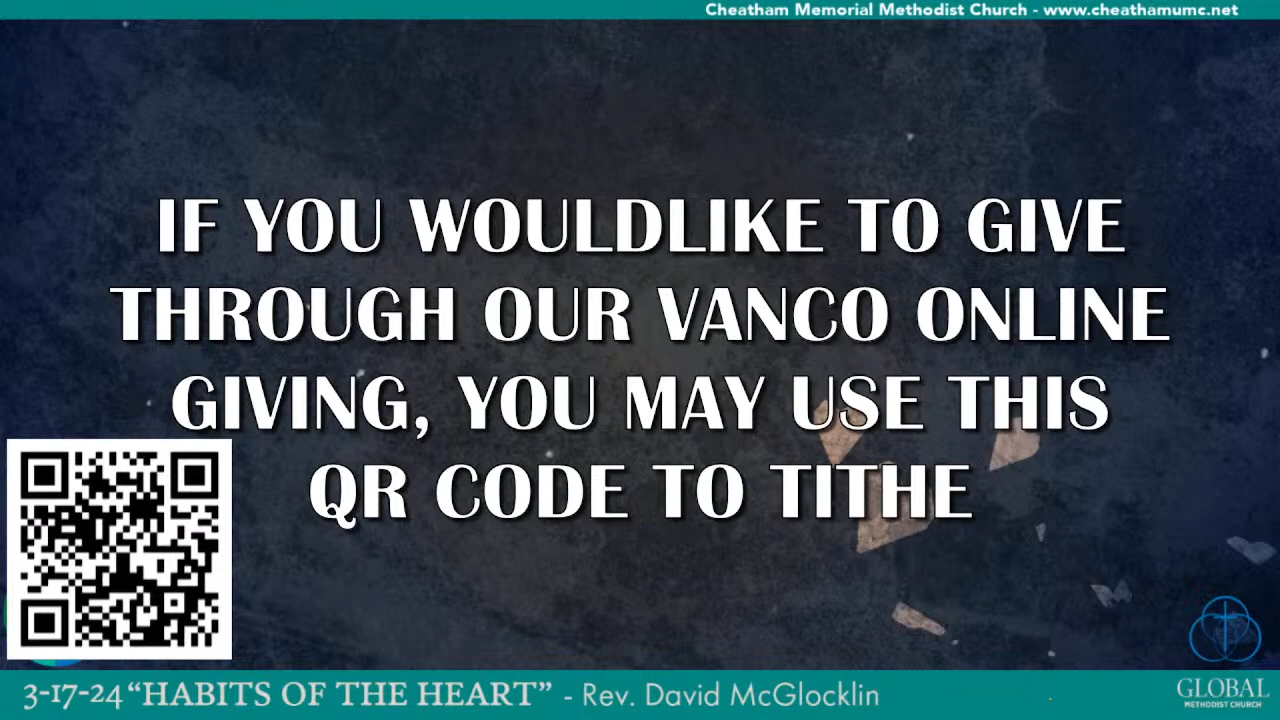 Cheatham Memorial Methodist Church - www.cheathamumc.net
IF YOU WOULDLIKE TO GIVE
THROUGH OUR VANCO ONLINE
GIVING, YOU MAY USE THIS
QR CODE TO TITHE
3-17-24 “HABITS OF THE HEART” - Rev. David McGlocklin
GLOBAL
METHODIST CHURCH